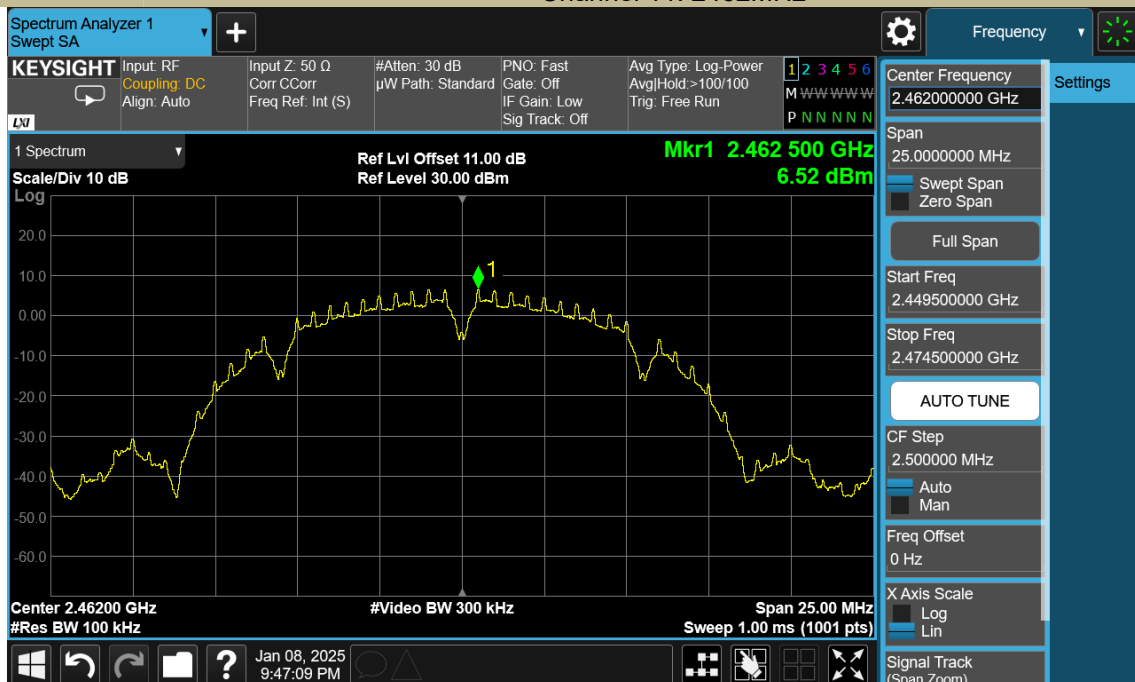 Channel 11: 2462MHz
Spectrum Analyzer 1
Swept SA
Frequency
KEYSIGHT
Input: RF
Coupling: DC
Align: Auto
Input Z: 50 Ω
Corr CCorr
Freq Ref: Int (S)
#Atten: 30 dB
µW Path: Standard
PNO: Fast
Gate: Off
IF Gain: Low
Sig Track: Off
Avg Type: Log-Power
Avg|Hold:>100/100
Trig: Free Run
1 2 3 4 5 6
M W W W W W
P N N N N N
LXI
Center Frequency
2.462000000 GHz
Settings
Span
25.0000000 MHz
Swept Span
Zero Span
Full Span
Start Freq
2.449500000 GHz
Stop Freq
2.474500000 GHz
AUTO TUNE
CF Step
2.500000 MHz
Auto
Man
Freq Offset
0 Hz
X Axis Scale
Log
Lin
Signal Track
(Span Zoom)
1 Spectrum
Scale/Div 10 dB
Ref Lvl Offset 11.00 dB
Ref Level 30.00 dBm
Mkr1 2.462 500 GHz
6.52 dBm
Log
20.0
10.0
0.00
-10.0
-20.0
-30.0
-40.0
-50.0
-60.0
1
Center 2.46200 GHz
#Res BW 100 kHz
#Video BW 300 kHz
Span 25.00 MHz
Sweep 1.00 ms (1001 pts)
?
Jan 08, 2025
9:47:09 PM